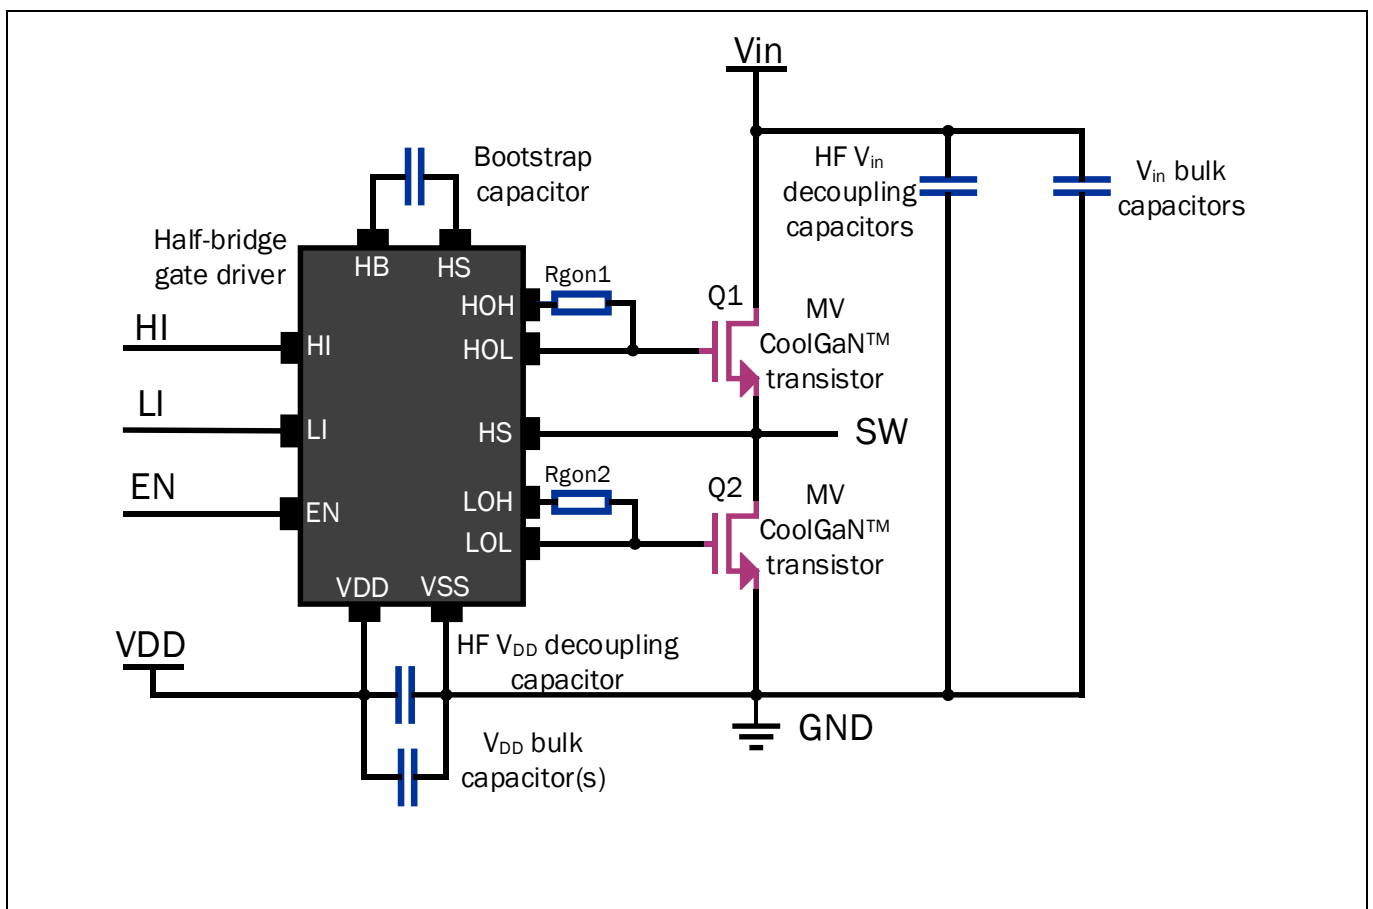 Vin
Bootstrap
capacitor
HF Vin
decoupling
capacitors
Vin bulk
capacitors
Half-bridge
gate driver
HB
HS
HI
HI
LI
LI
EN
EN
HOH
HOL
HS
LOH
LOL
VDD
VSS
Rgon1
Q1
MV
CoolGaN™
transistor
SW
Rgon2
Q2
MV
CoolGaN™
transistor
VDD
HF VDD decoupling
capacitor
VDD bulk
capacitor(s)
GND